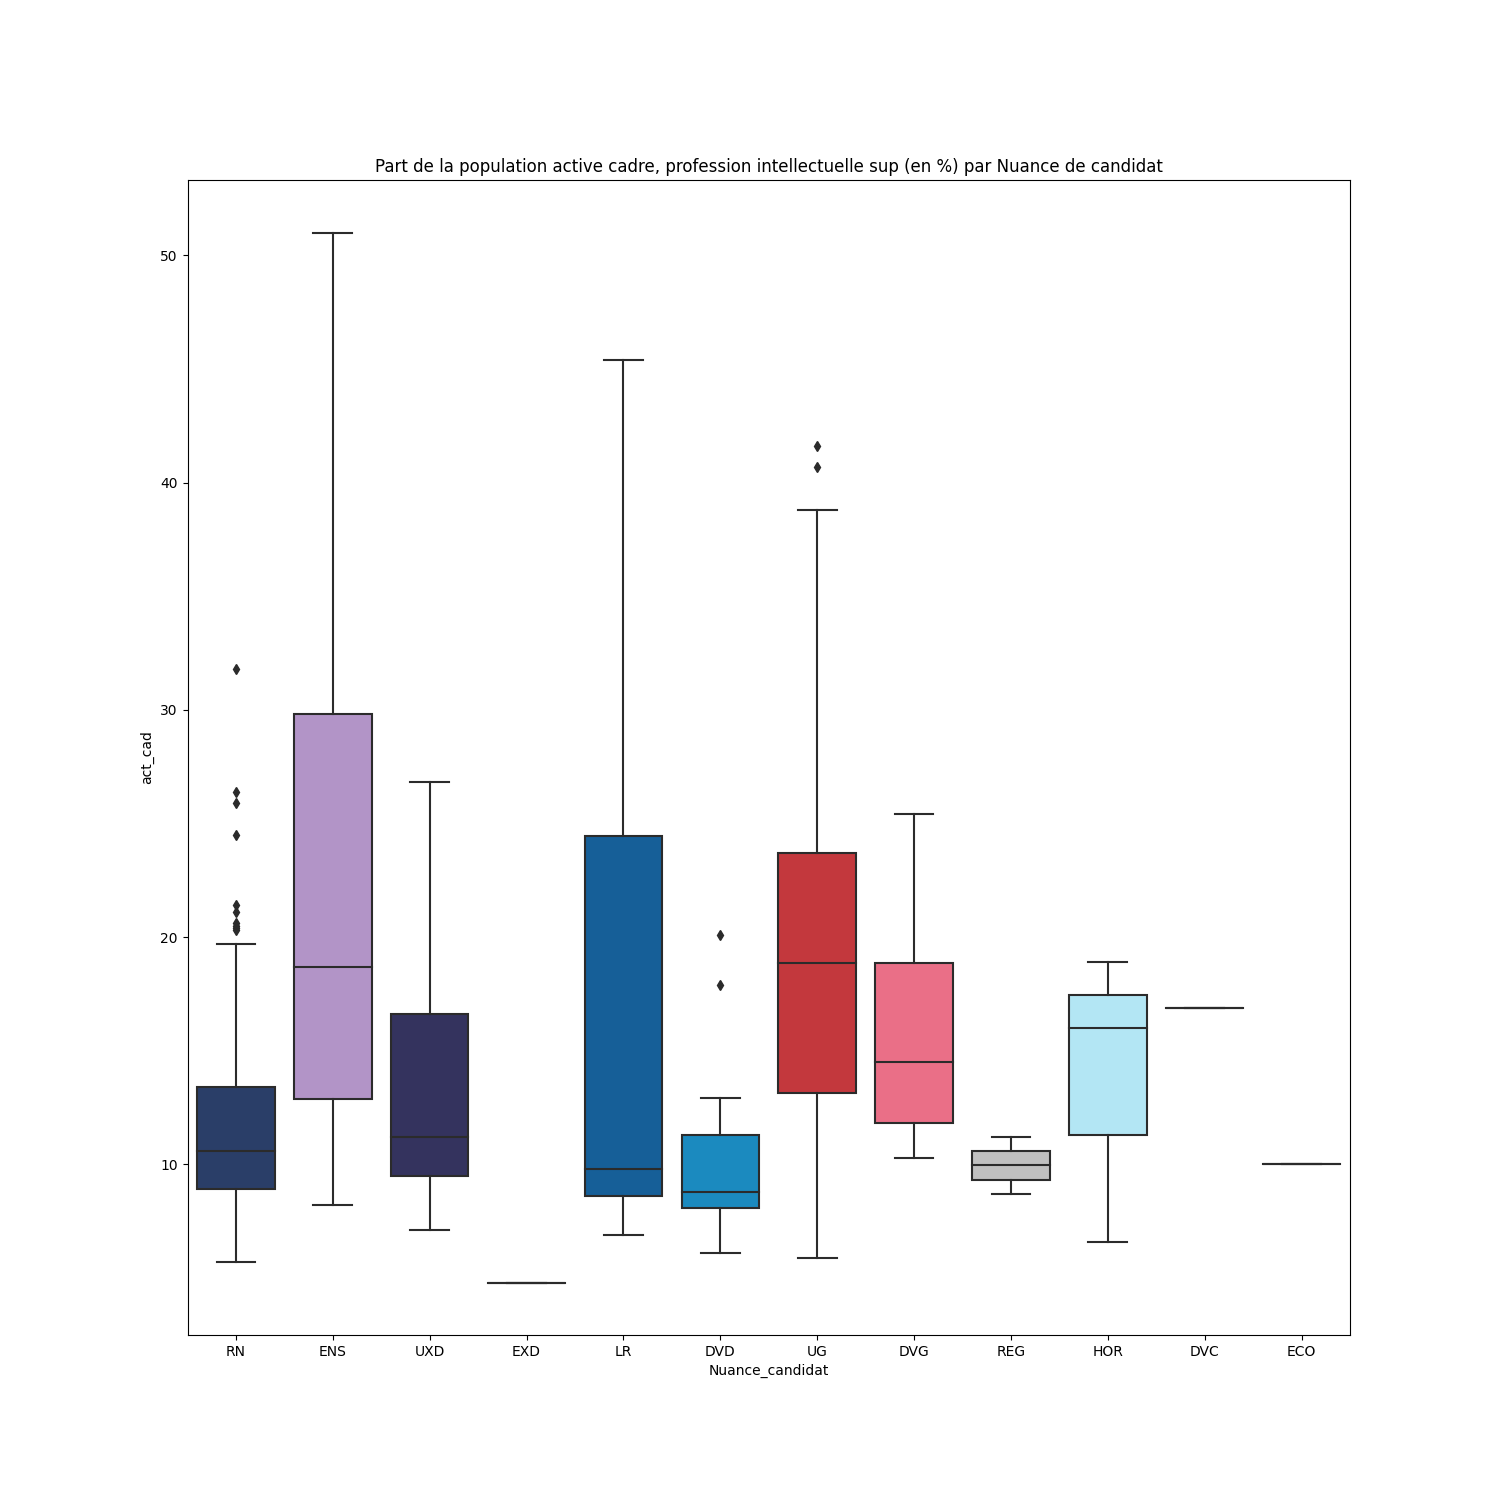 Part de la population active cadre, profession intellectuelle sup (en %) par Nuance de candidat
50
40
30
20
10
act_cad
RN ENS UXD EXD LR DVD UG DVG REG HOR DVC ECO
Nuance_candidat